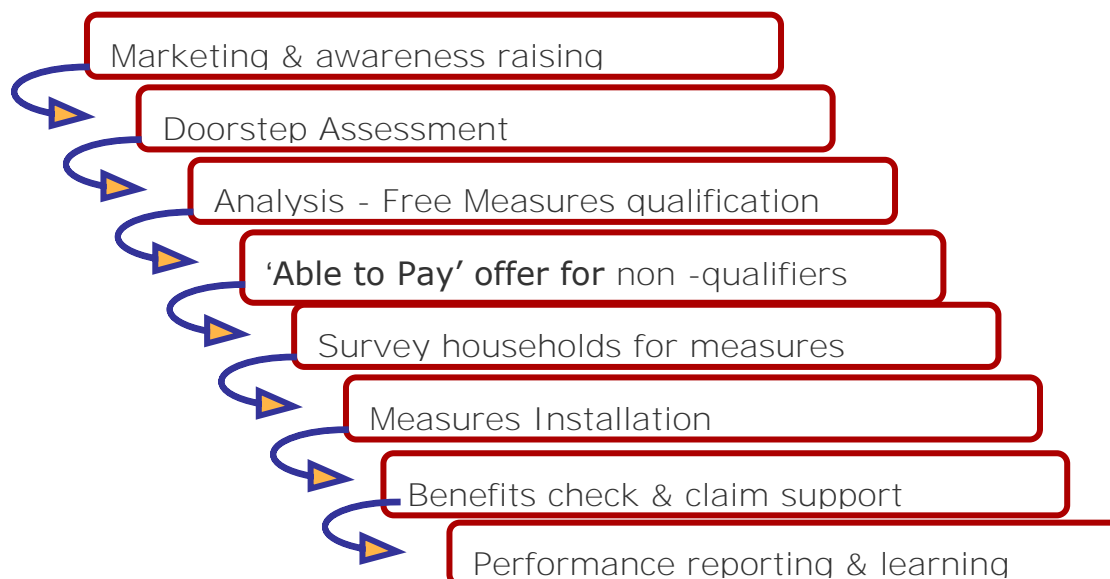 Marketing & awareness raising
Doorstep Assessment
Analysis - Free Measures qualification
‘Able to Pay’ offer for non -qualifiers
Survey households for measures
Measures Installation
Benefits check & claim support
Performance reporting & learning